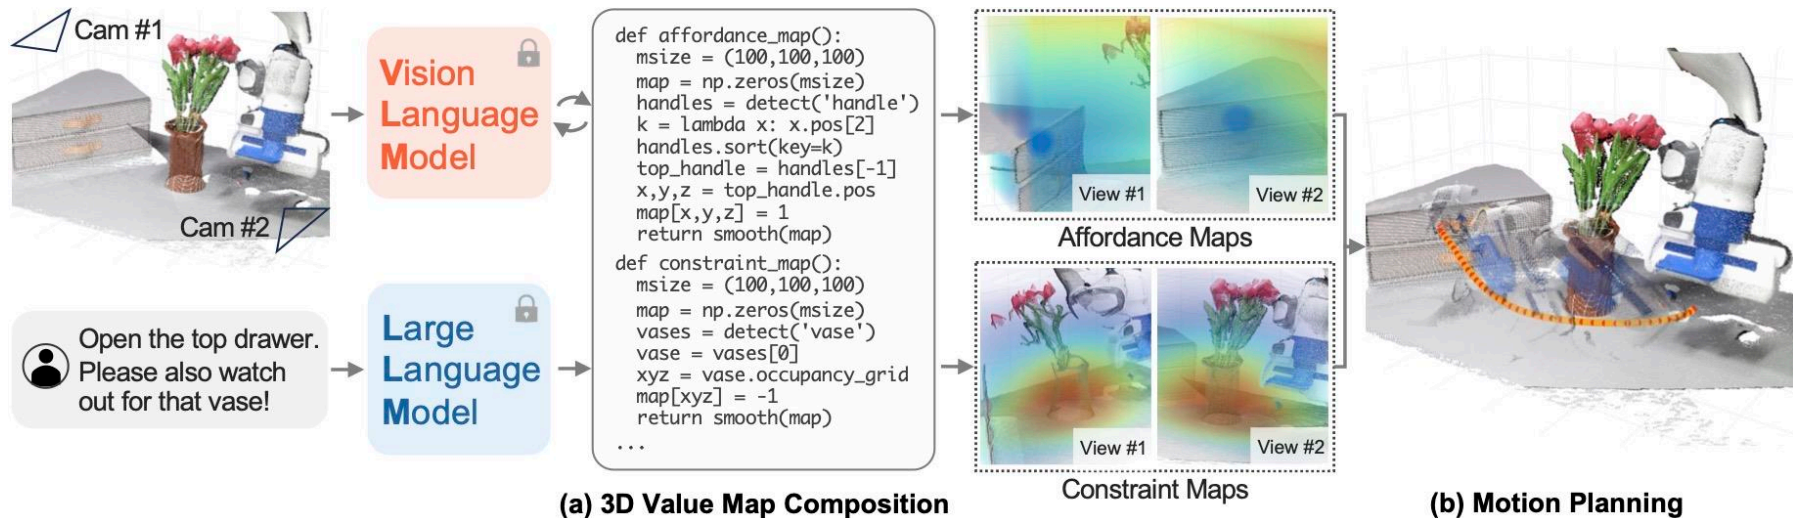 Cam #1
Cam #2
Open the top drawer.
Please also watch
out for that vase!
Vision
Language
Model
Large
Language
Model
def affordance_map():
  msize = (100,100,100)
  map = np.zeros(msize)
  handles = detect('handle')
  k = lambda x: x.pos[2]
  handles.sort(key=k)
  top_handle = handles[-1]
  x,y,z = top_handle.pos
  map[x,y,z] = 1
  return smooth(map)
def constraint_map():
  msize = (100,100,100)
  map = np.zeros(msize)
  vases = detect('vase')
  vase = vases[0]
  xyz = vase.occupancy_grid
  map[xyz] = -1
  return smooth(map)
...
View #1
View #2
Affordance Maps
View #1
View #2
Constraint Maps
(a) 3D Value Map Composition
(b) Motion Planning